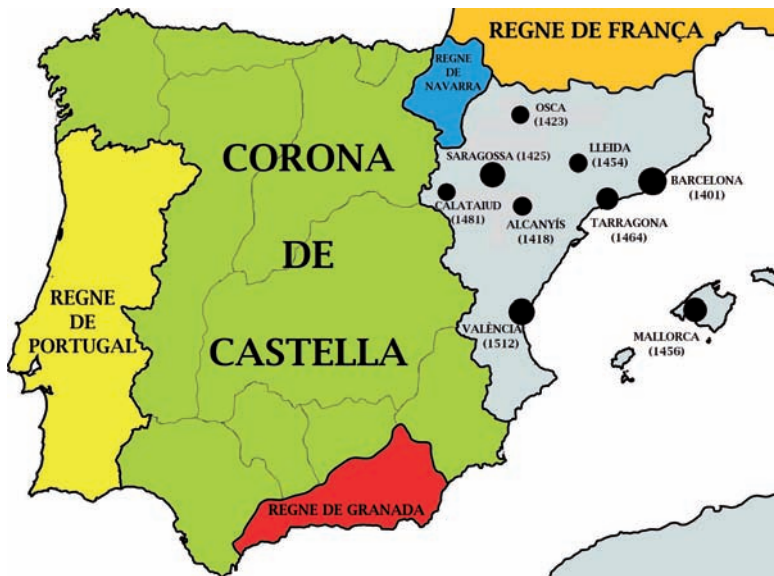 REGNE DE FRANÇA
REGNE
DE
NAVARRA
OSCA
(1423)
CORONA
DE
CASTELLA
SARAGOSSA (1425)
LLEIDA
(1454)
BARCELONA
(1401)
CALATAIUD
(1481)
ALCANYÍS
(1418)
TARRAGONA
(1464)
REGNE
DE
PORTUGAL
VALÈNCIA
(1512)
MALLORCA
(1456)
REGNE DE GRANADA